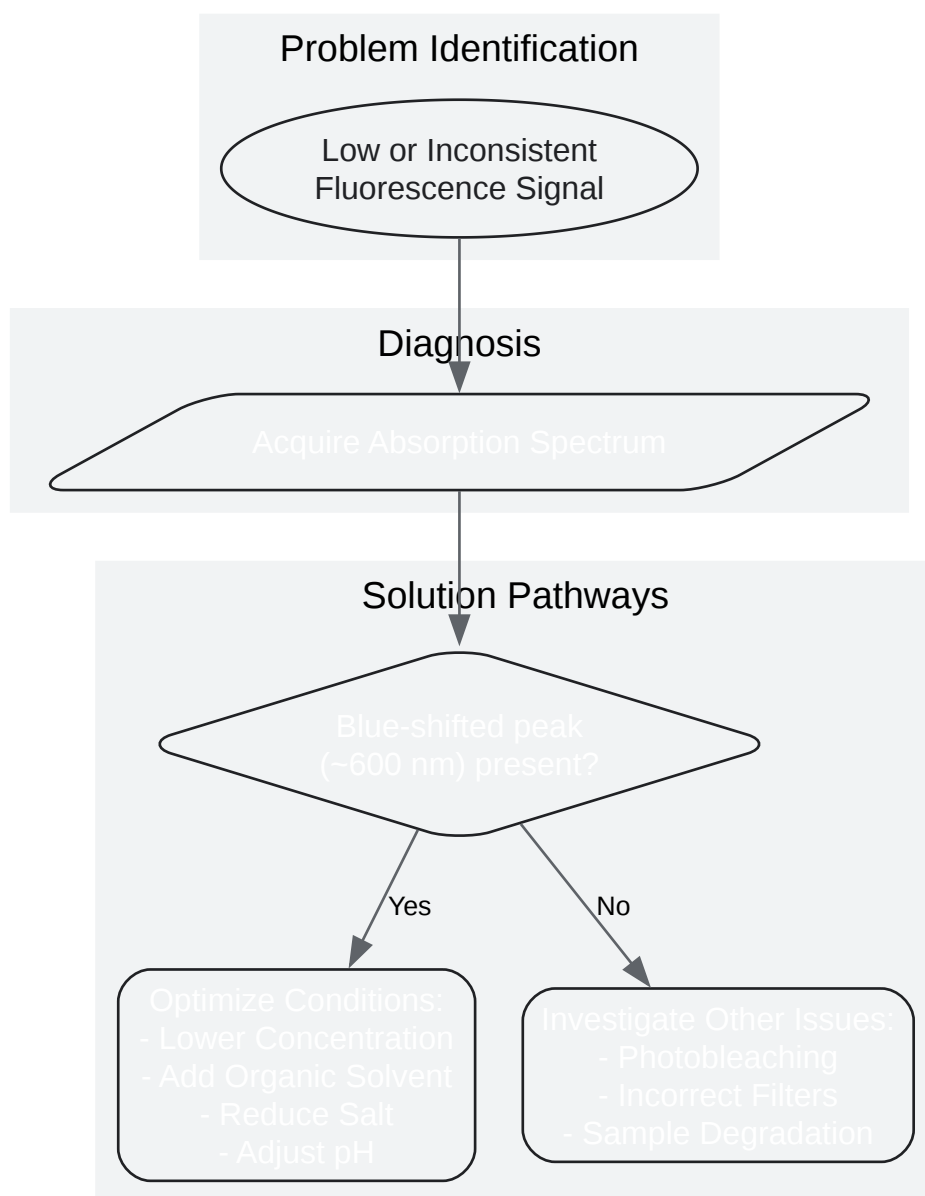 Problem Identification
Low or Inconsistent
Fluorescence Signal
Diagnosis
Acquire Absorption Spectrum
Solution Pathways
Blue-shifted peak
(~600 nm) present?
Yes
No
Optimize Conditions:
- Lower Concentration
- Add Organic Solvent
- Reduce Salt
- Adjust pH
Investigate Other Issues:
- Photobleaching
- Incorrect Filters
- Sample Degradation